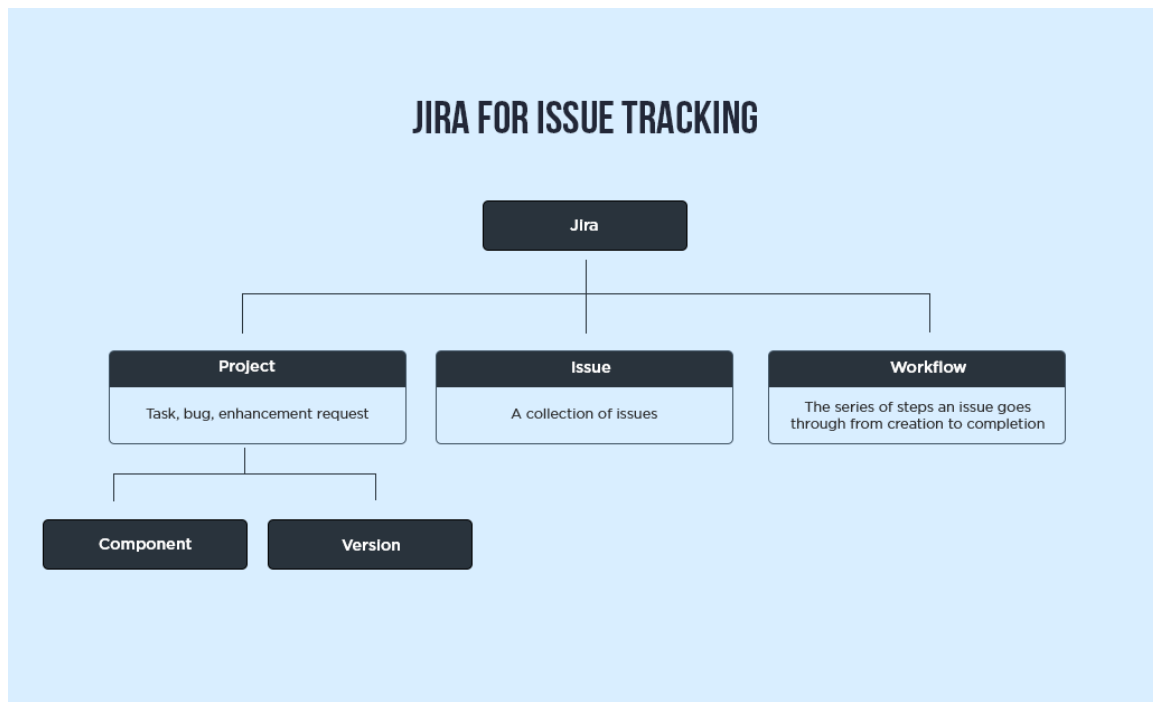 JIRA FOR ISSUE TRACKING
Jira
Project
Task, bug, enhancement request
Issue
A collection of issues
Workflow
The series of steps an issue goes
through from creation to completion
Component
Version